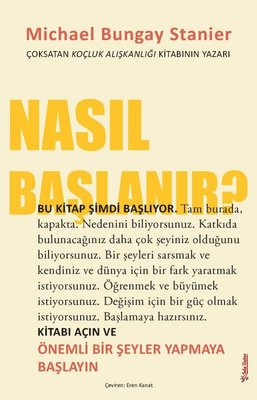 Michael Bungay Stanier
ÇOKSATAN KOÇLUK ALIŞKANLIĞI KİTABININ YAZARI
NASIL
BAŞLANIR?
BU KİTAP ŞİMDİ BAŞLIYOR. Tam burada,
kapakta. Nedenini biliyorsunuz. Katkıda
bulunacağınız daha çok şeyiniz olduğunu
biliyorsunuz. Bir şeyleri sarsmak ve
kendiniz ve dünya için bir fark yaratmak
istiyorsunuz. Öğrenmek ve büyümek
istiyorsunuz. Değişim için bir güç olmak
istiyorsunuz. Başlamaya hazırsınız.
KİTABI AÇIN VE
ÖNEMLİ BİR ŞEYLER YAPMAYA
BAŞLAYIN
Çeviren: Eren Kanat